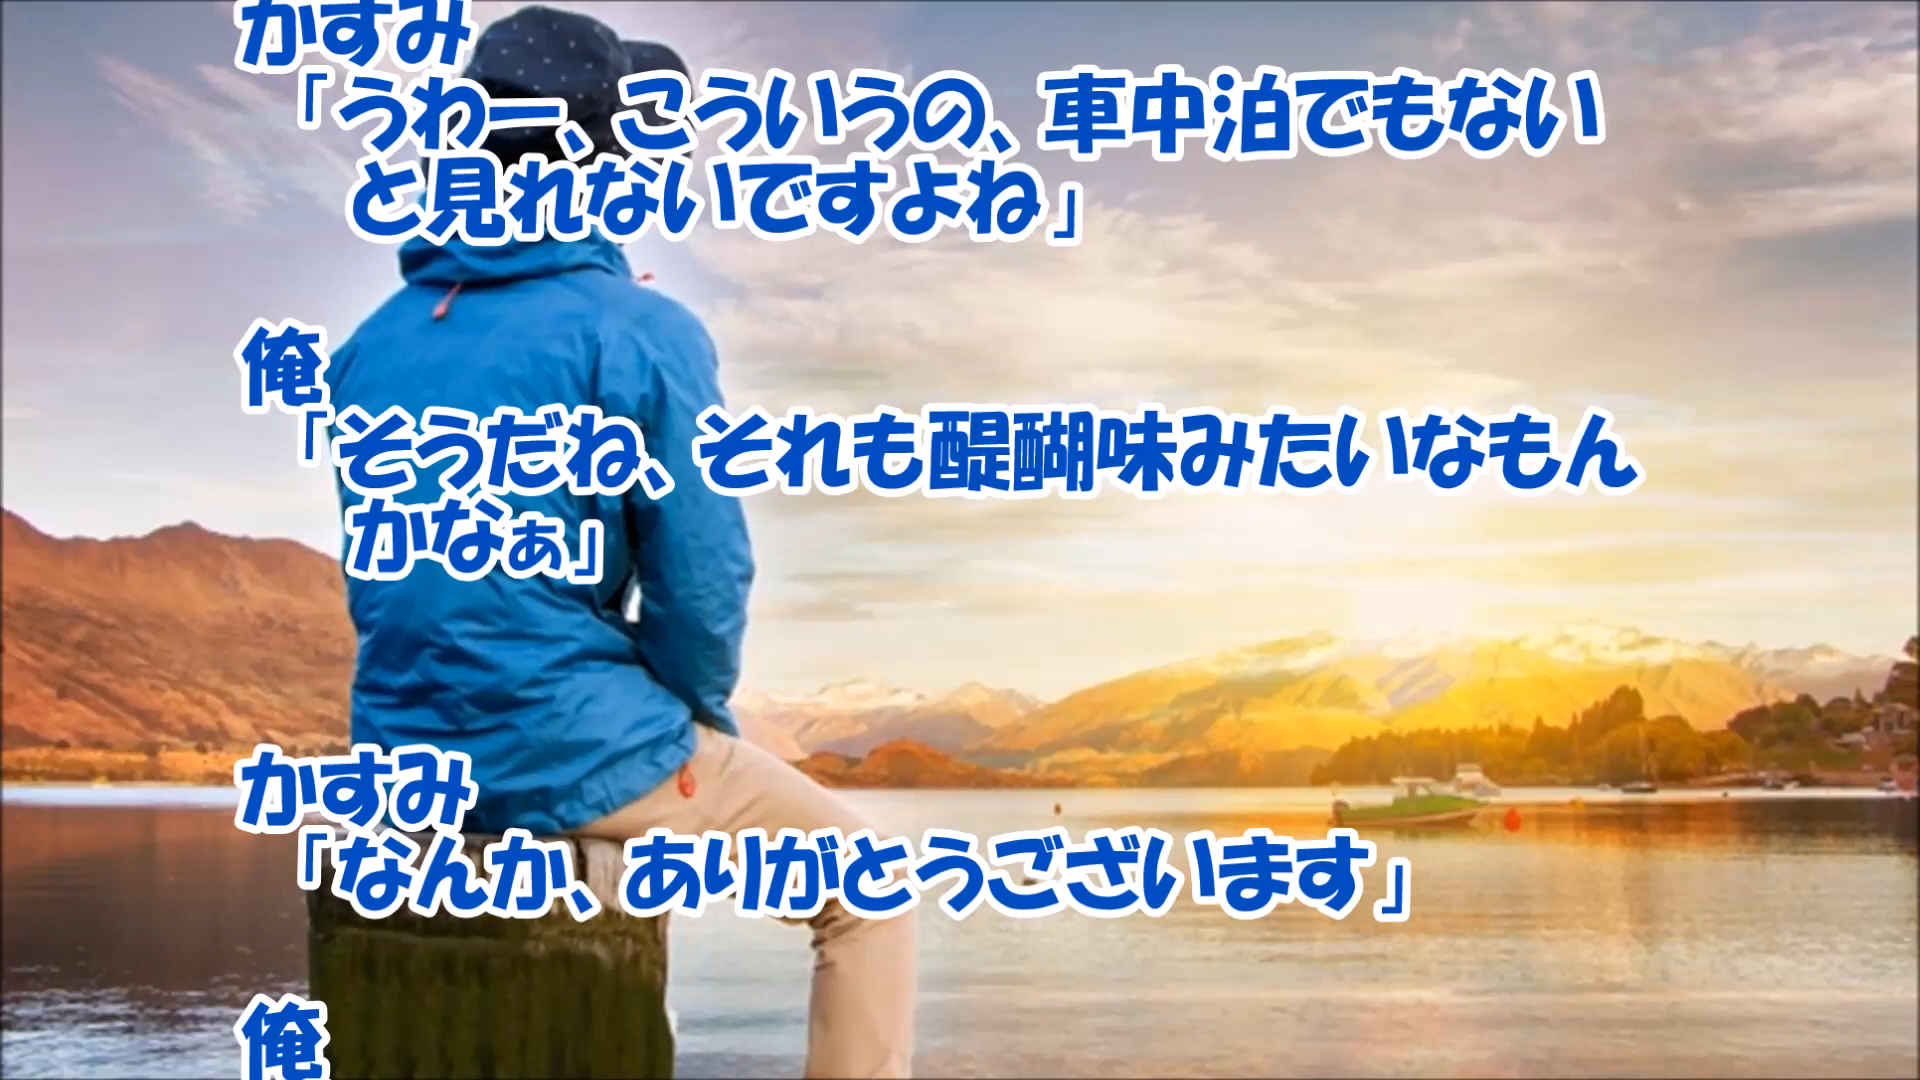 かすみ
「うわー、こういうの、車中泊でもない
と見れないですよね」
俺
「そうだね、それも醍醐味みたいなもん
かなぁ」
かすみ
「なんか、ありがとうございます」
俺